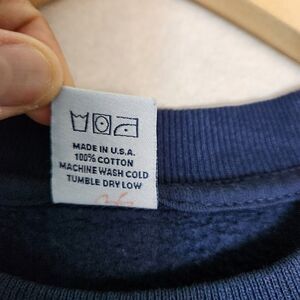 MADE IN U.S.A.
100% COTTON
MACHINE WASH COLD
TUMBLE DRY LOW